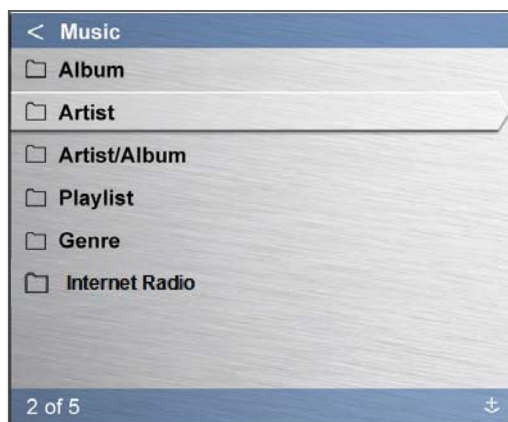 < Music
Album
Artist
Artist/Album
Playlist
Genre
Internet Radio
2 of 5